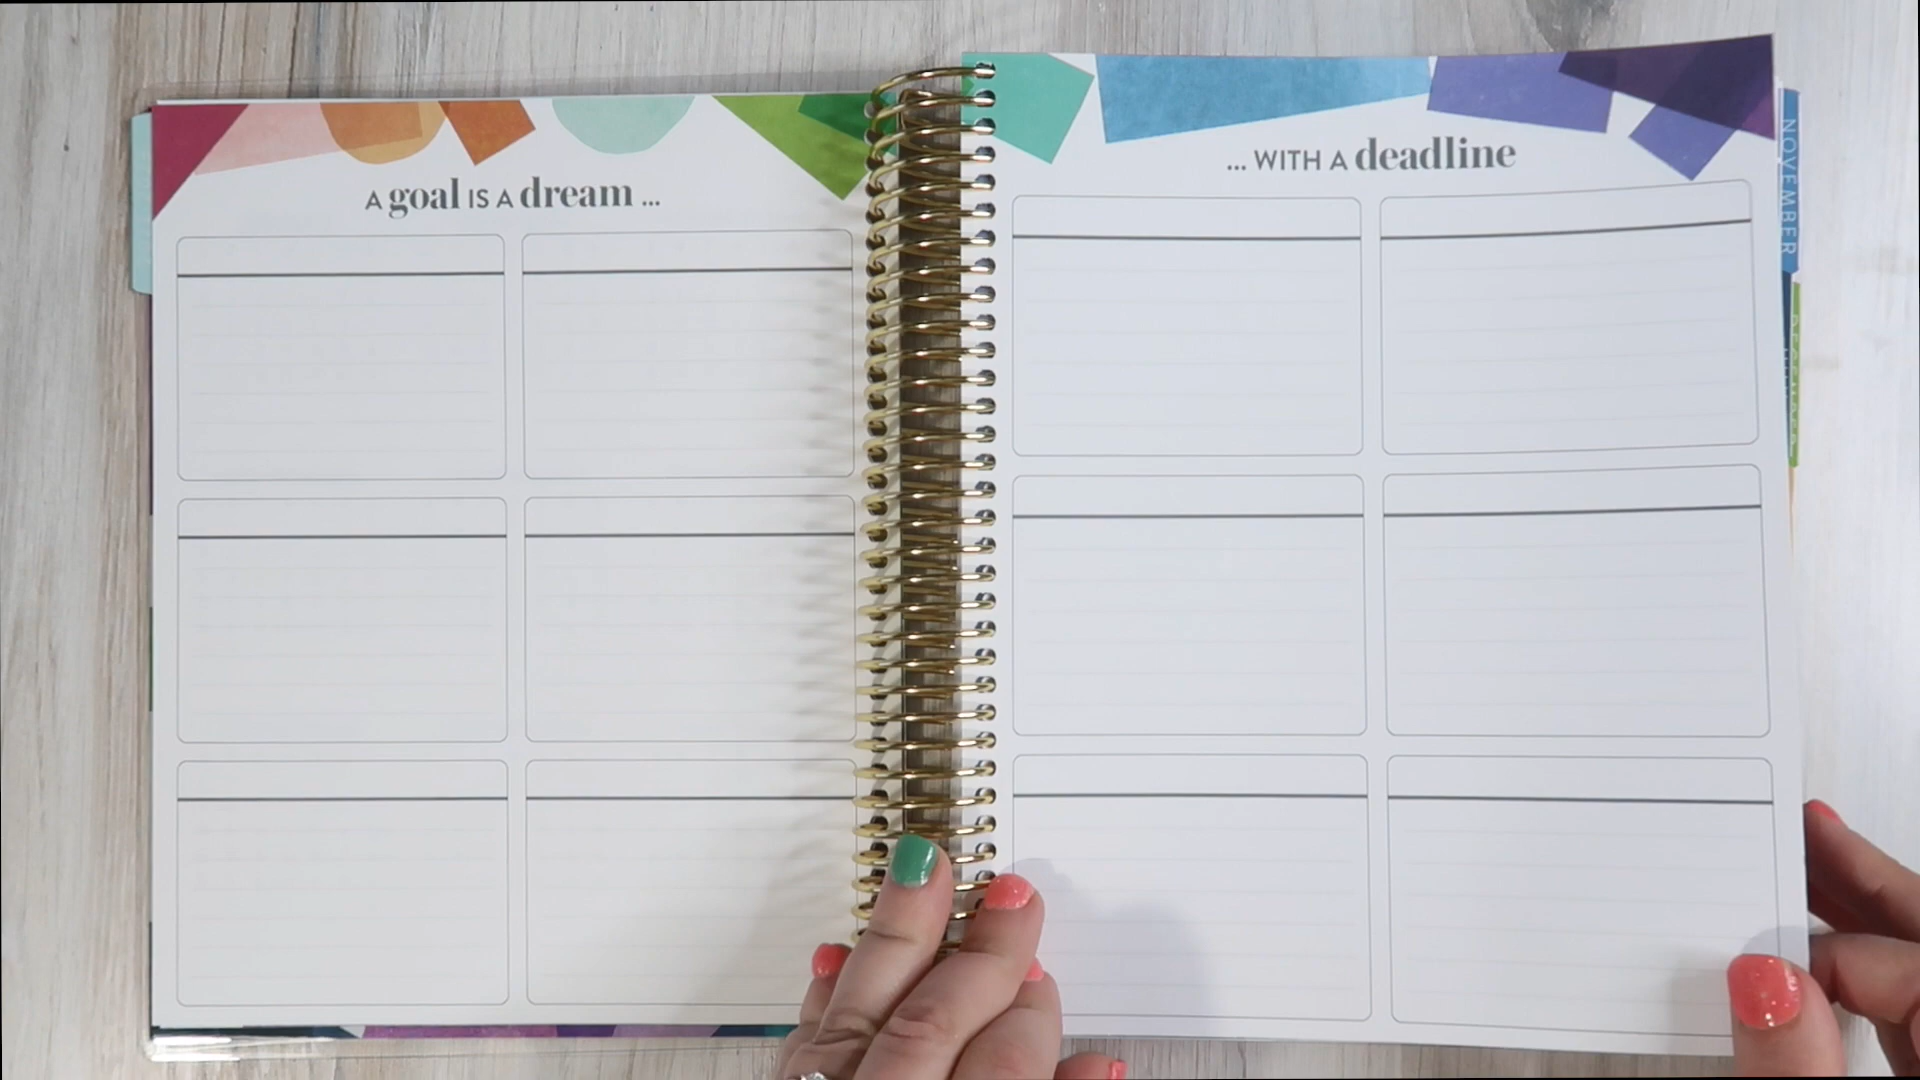 A goal IS A dream ...
... WITH A deadline
NOVEMBER